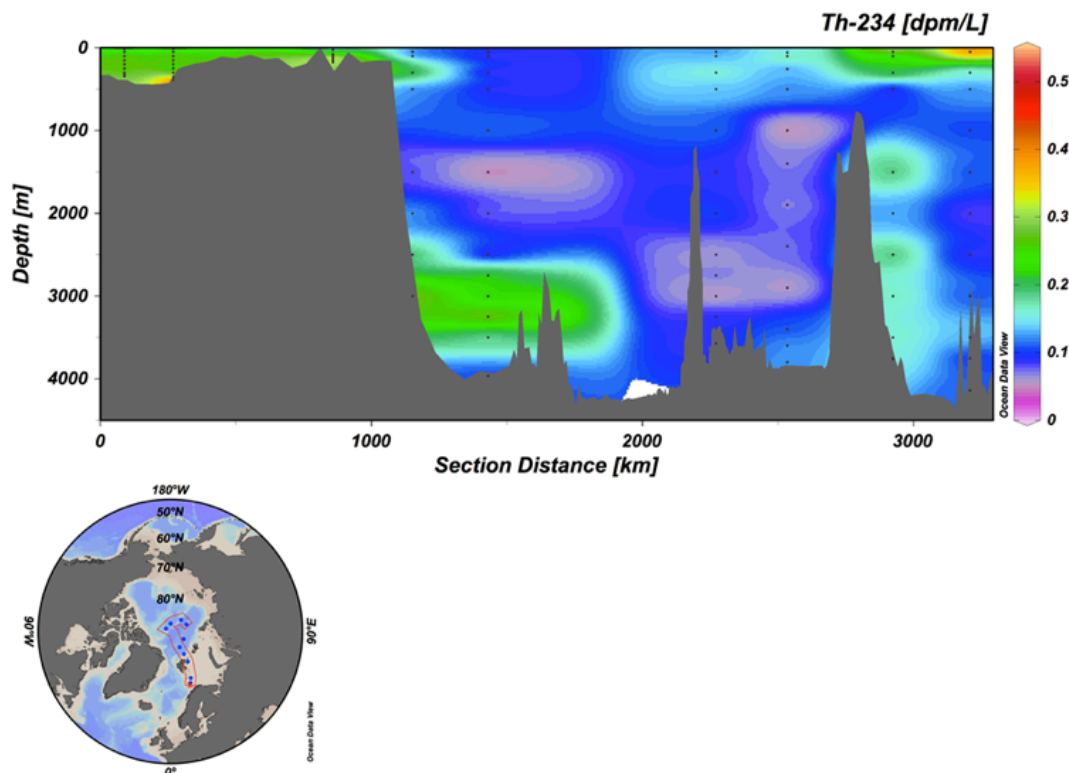 Th-234 [dpm/L]
0
1000
2000
3000
4000
Depth [m]
0 1000 2000 3000
Section Distance [km]
Ocean Data View
0.5
0.4
0.3
0.2
0.1
0
180°W
50°N
60°N
70°N
80°N
90°W
90°E
0°
Ocean Data View